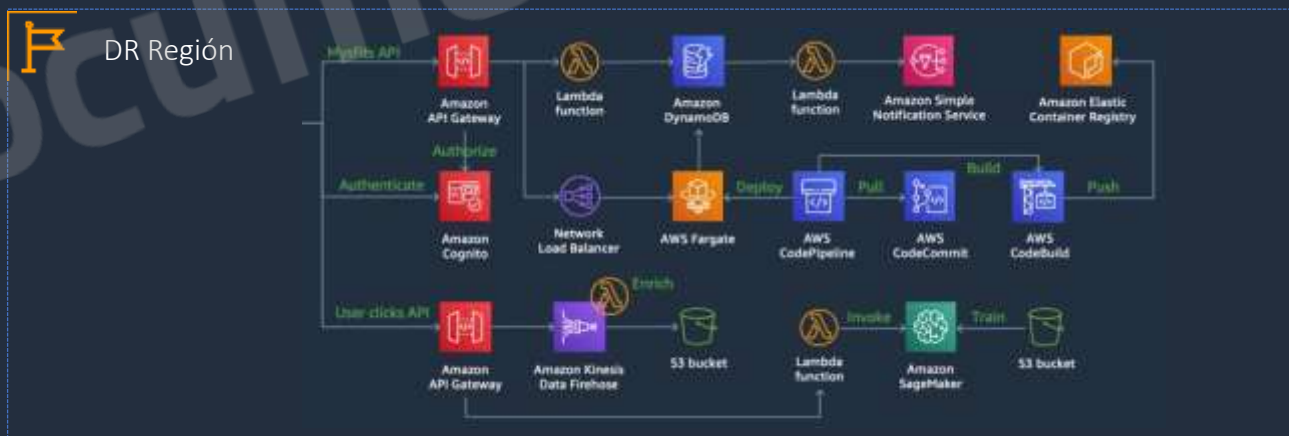 DR Región
Mysfits API
Amazon
API Gateway
Lambda
function
Amazon
DynamoDB
Lambda
function
Amazon Simple
Notification Service
Amazon Elastic
Container Registry
Authorize
Authenticate
Amazon
Cognito
Network
Load Balancer
AWS Fargate
Deploy
AWS
CodePipeline
Pull
AWS
CodeCommit
Build
AWS
CodeBuild
Push
User clicks API
Amazon
API Gateway
Enrich
Amazon Kinesis
Data Firehose
S3 bucket
Lambda
function
Invoke
Amazon
SageMaker
Train
S3 bucket